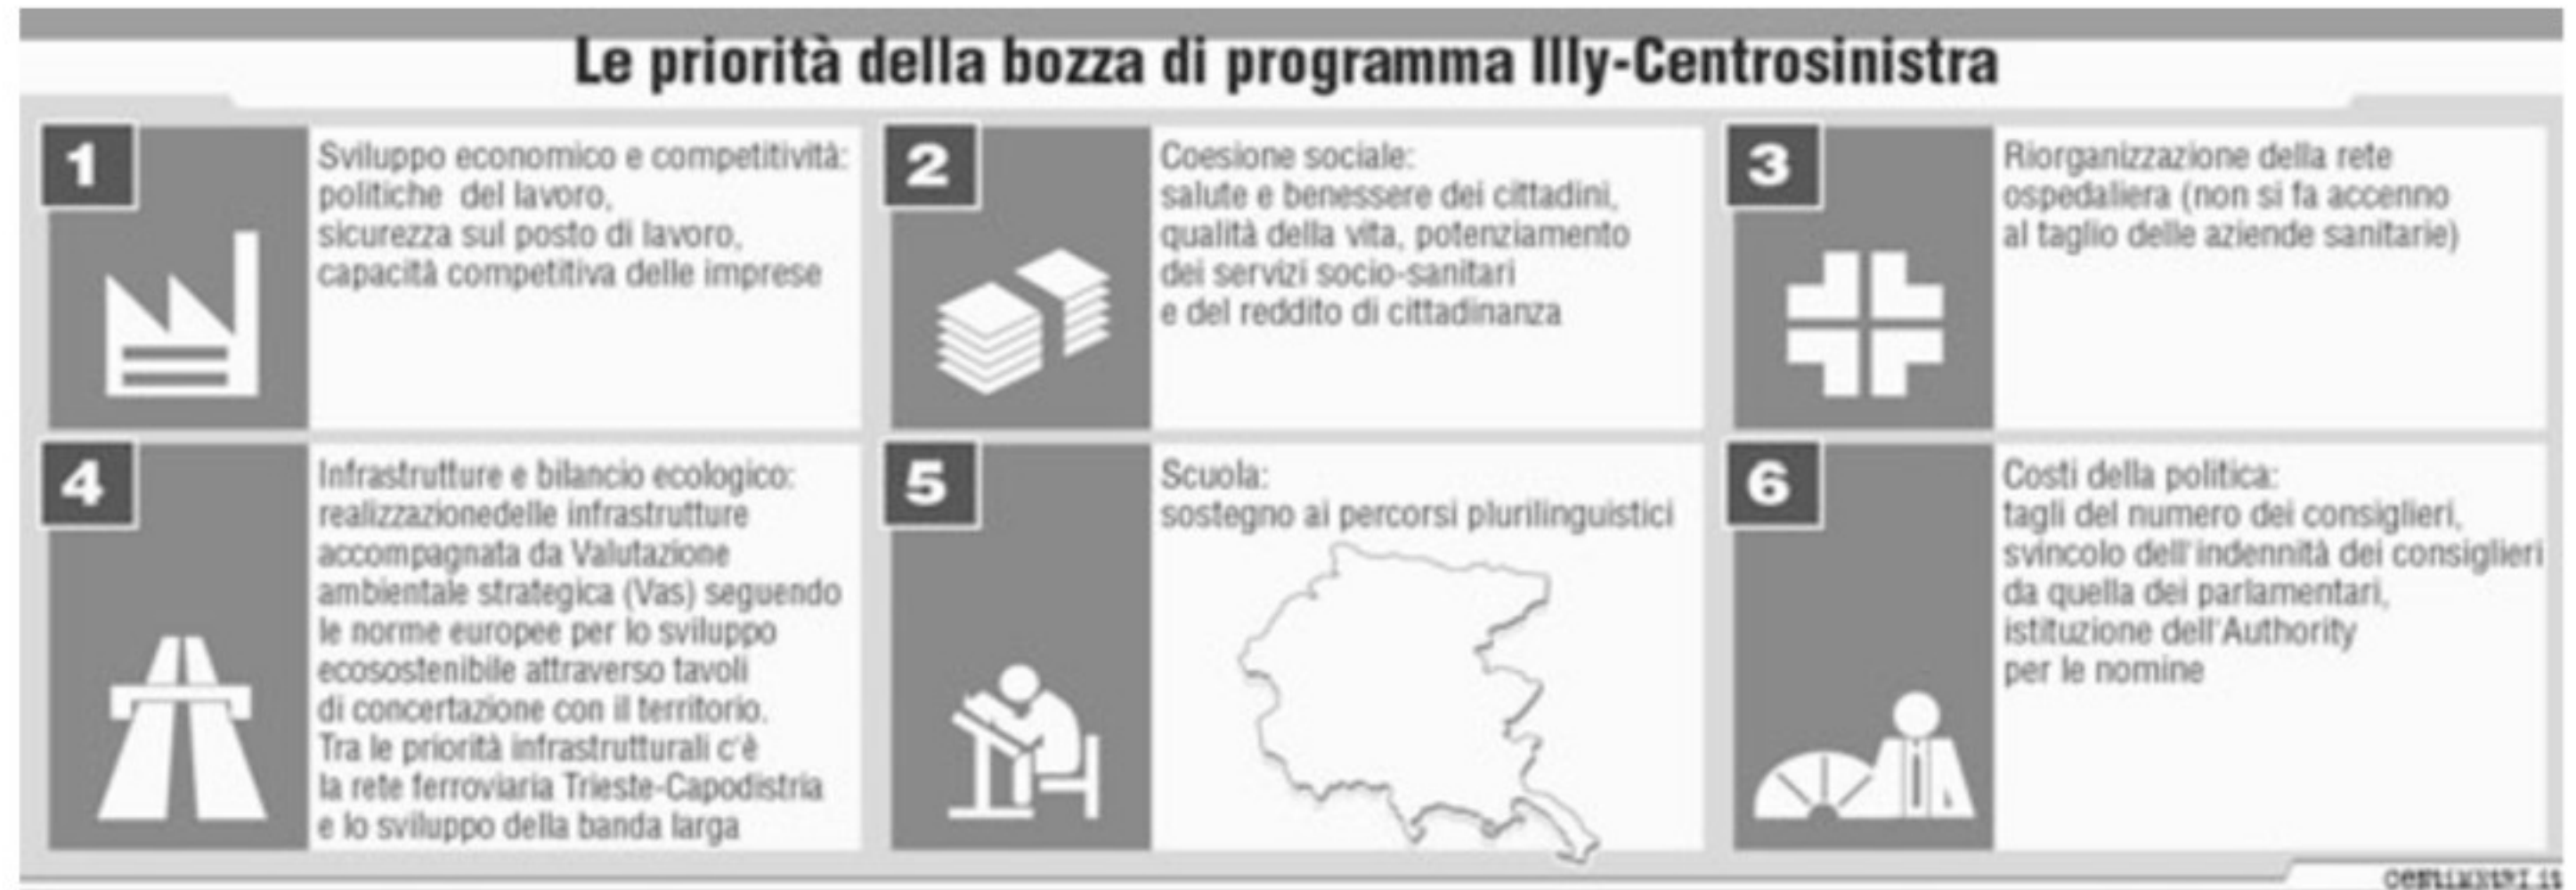 Le priorità della bozza di programma Illy-Centrosinistra
1
Sviluppo economico e competitività:
politiche del lavoro,
sicurezza sul posto di lavoro,
capacità competitiva delle imprese
2
Coesione sociale:
salute e benessere dei cittadini,
qualità della vita, potenziamento
dei servizi socio-sanitari
e del reddito di cittadinanza
3
Riorganizzazione della rete
ospedaliera (non si fa accenno
al taglio delle aziende sanitarie)
4
Infrastrutture e bilancio ecologico:
realizzazionedelle infrastrutture
accompagnata da Valutazione
ambientale strategica (Vas) seguendo
le norme europee per lo sviluppo
ecosostenibile attraverso tavoli
di concertazione con il territorio.
Tra le priorità infrastrutturali c'è
la rete ferroviaria Trieste-Capodistria
e lo sviluppo della banda larga
5
Scuola:
sostegno ai percorsi plurilinguistici
6
Costi della politica:
tagli del numero dei consiglieri,
svincolo dell'indennità dei consiglieri
da quella dei parlamentari,
istituzione dell'Authority
per le nomine
centimetri.it